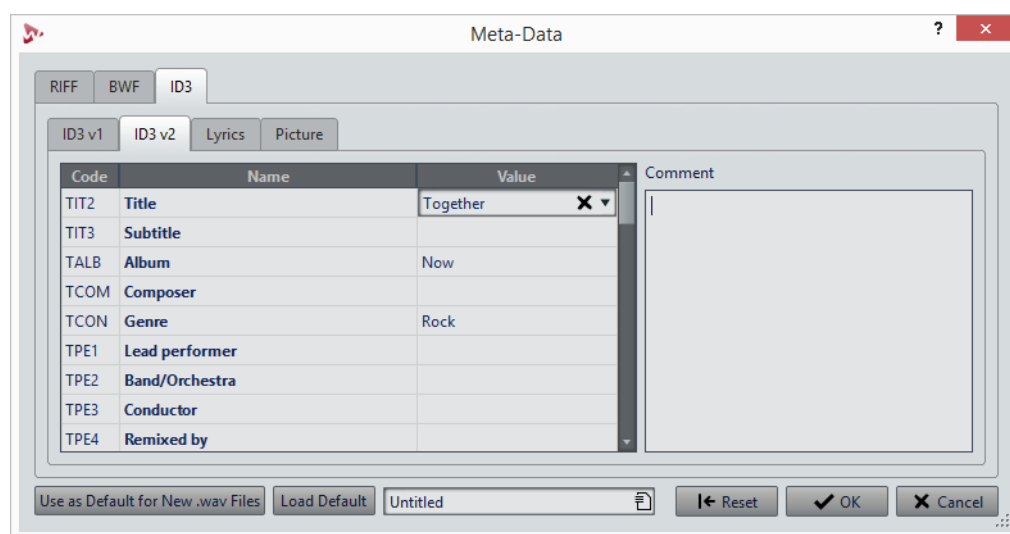 Meta-Data ?
RIFF BWF ID3
ID3 v1 ID3 v2 Lyrics Picture
Code Name Value Comment
TIT2 Title Together
TIT3 Subtitle
TALB Album Now
TCOM Composer
TCON Genre Rock
TPE1 Lead performer
TPE2 Band/Orchestra
TPE3 Conductor
TPE4 Remixed by
Use as Default for New .wav Files Load Default Untitled Reset OK Cancel